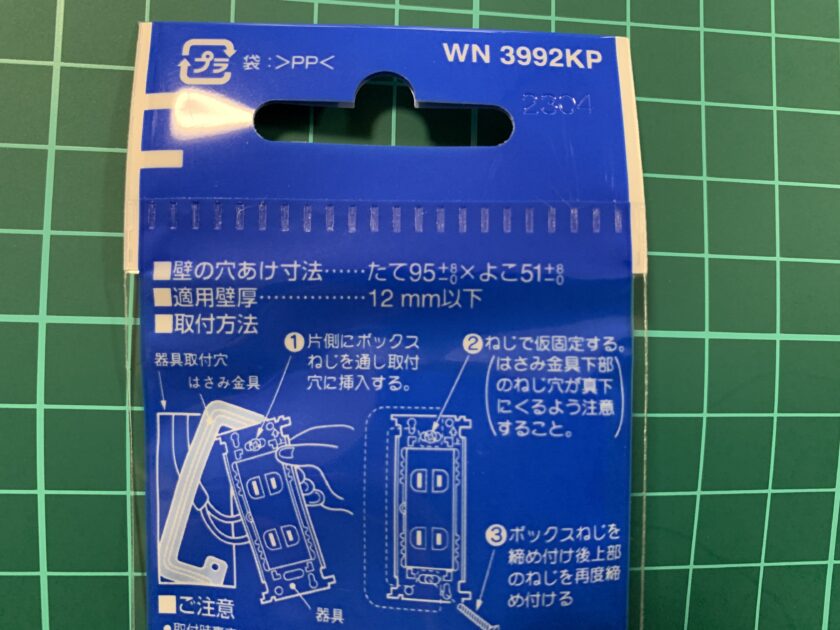 プラ 袋:>PP<
WN 3992KP
2304
■壁の穴あけ寸法……たて95+8-0×よこ51+8-0
■適用壁厚……………12 mm以下
■取付方法
①片側にボックス
ねじを通し取付
穴に挿入する。
②ねじで仮固定する。
(はさみ金具下部
のねじ穴が真下
にくるよう注意
すること。)
器具取付穴
はさみ金具
③ボックスねじを
締め付け後上部
のねじを再度締
め付ける
器具
■ご注意